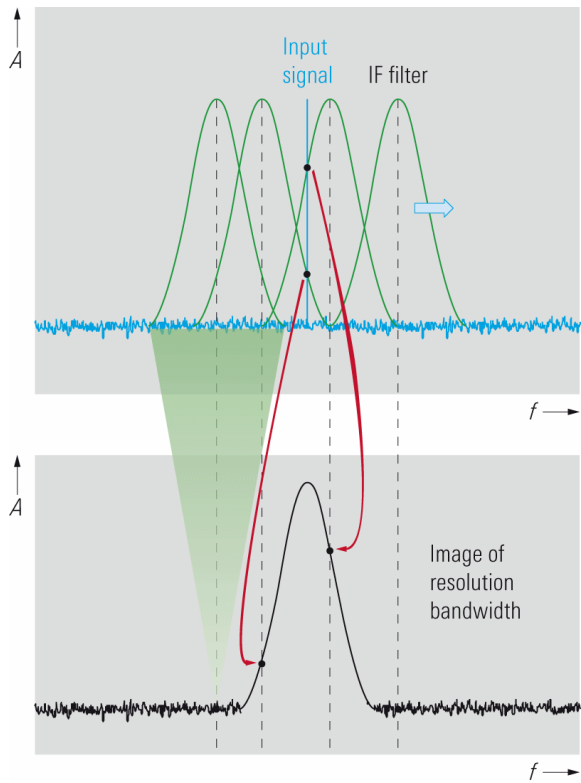 A
Input
signal
IF filter
f
A
Image of
resolution
bandwidth
f